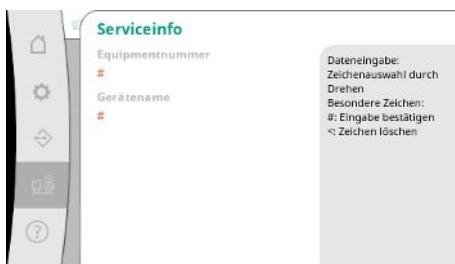 Serviceinfo
Equipmentnummer
#
Gerätename
#
Dateneingabe:
Zeichenauswahl durch
Drehen
Besondere Zeichen:
#: Eingabe bestätigen
<: Zeichen löschen
?